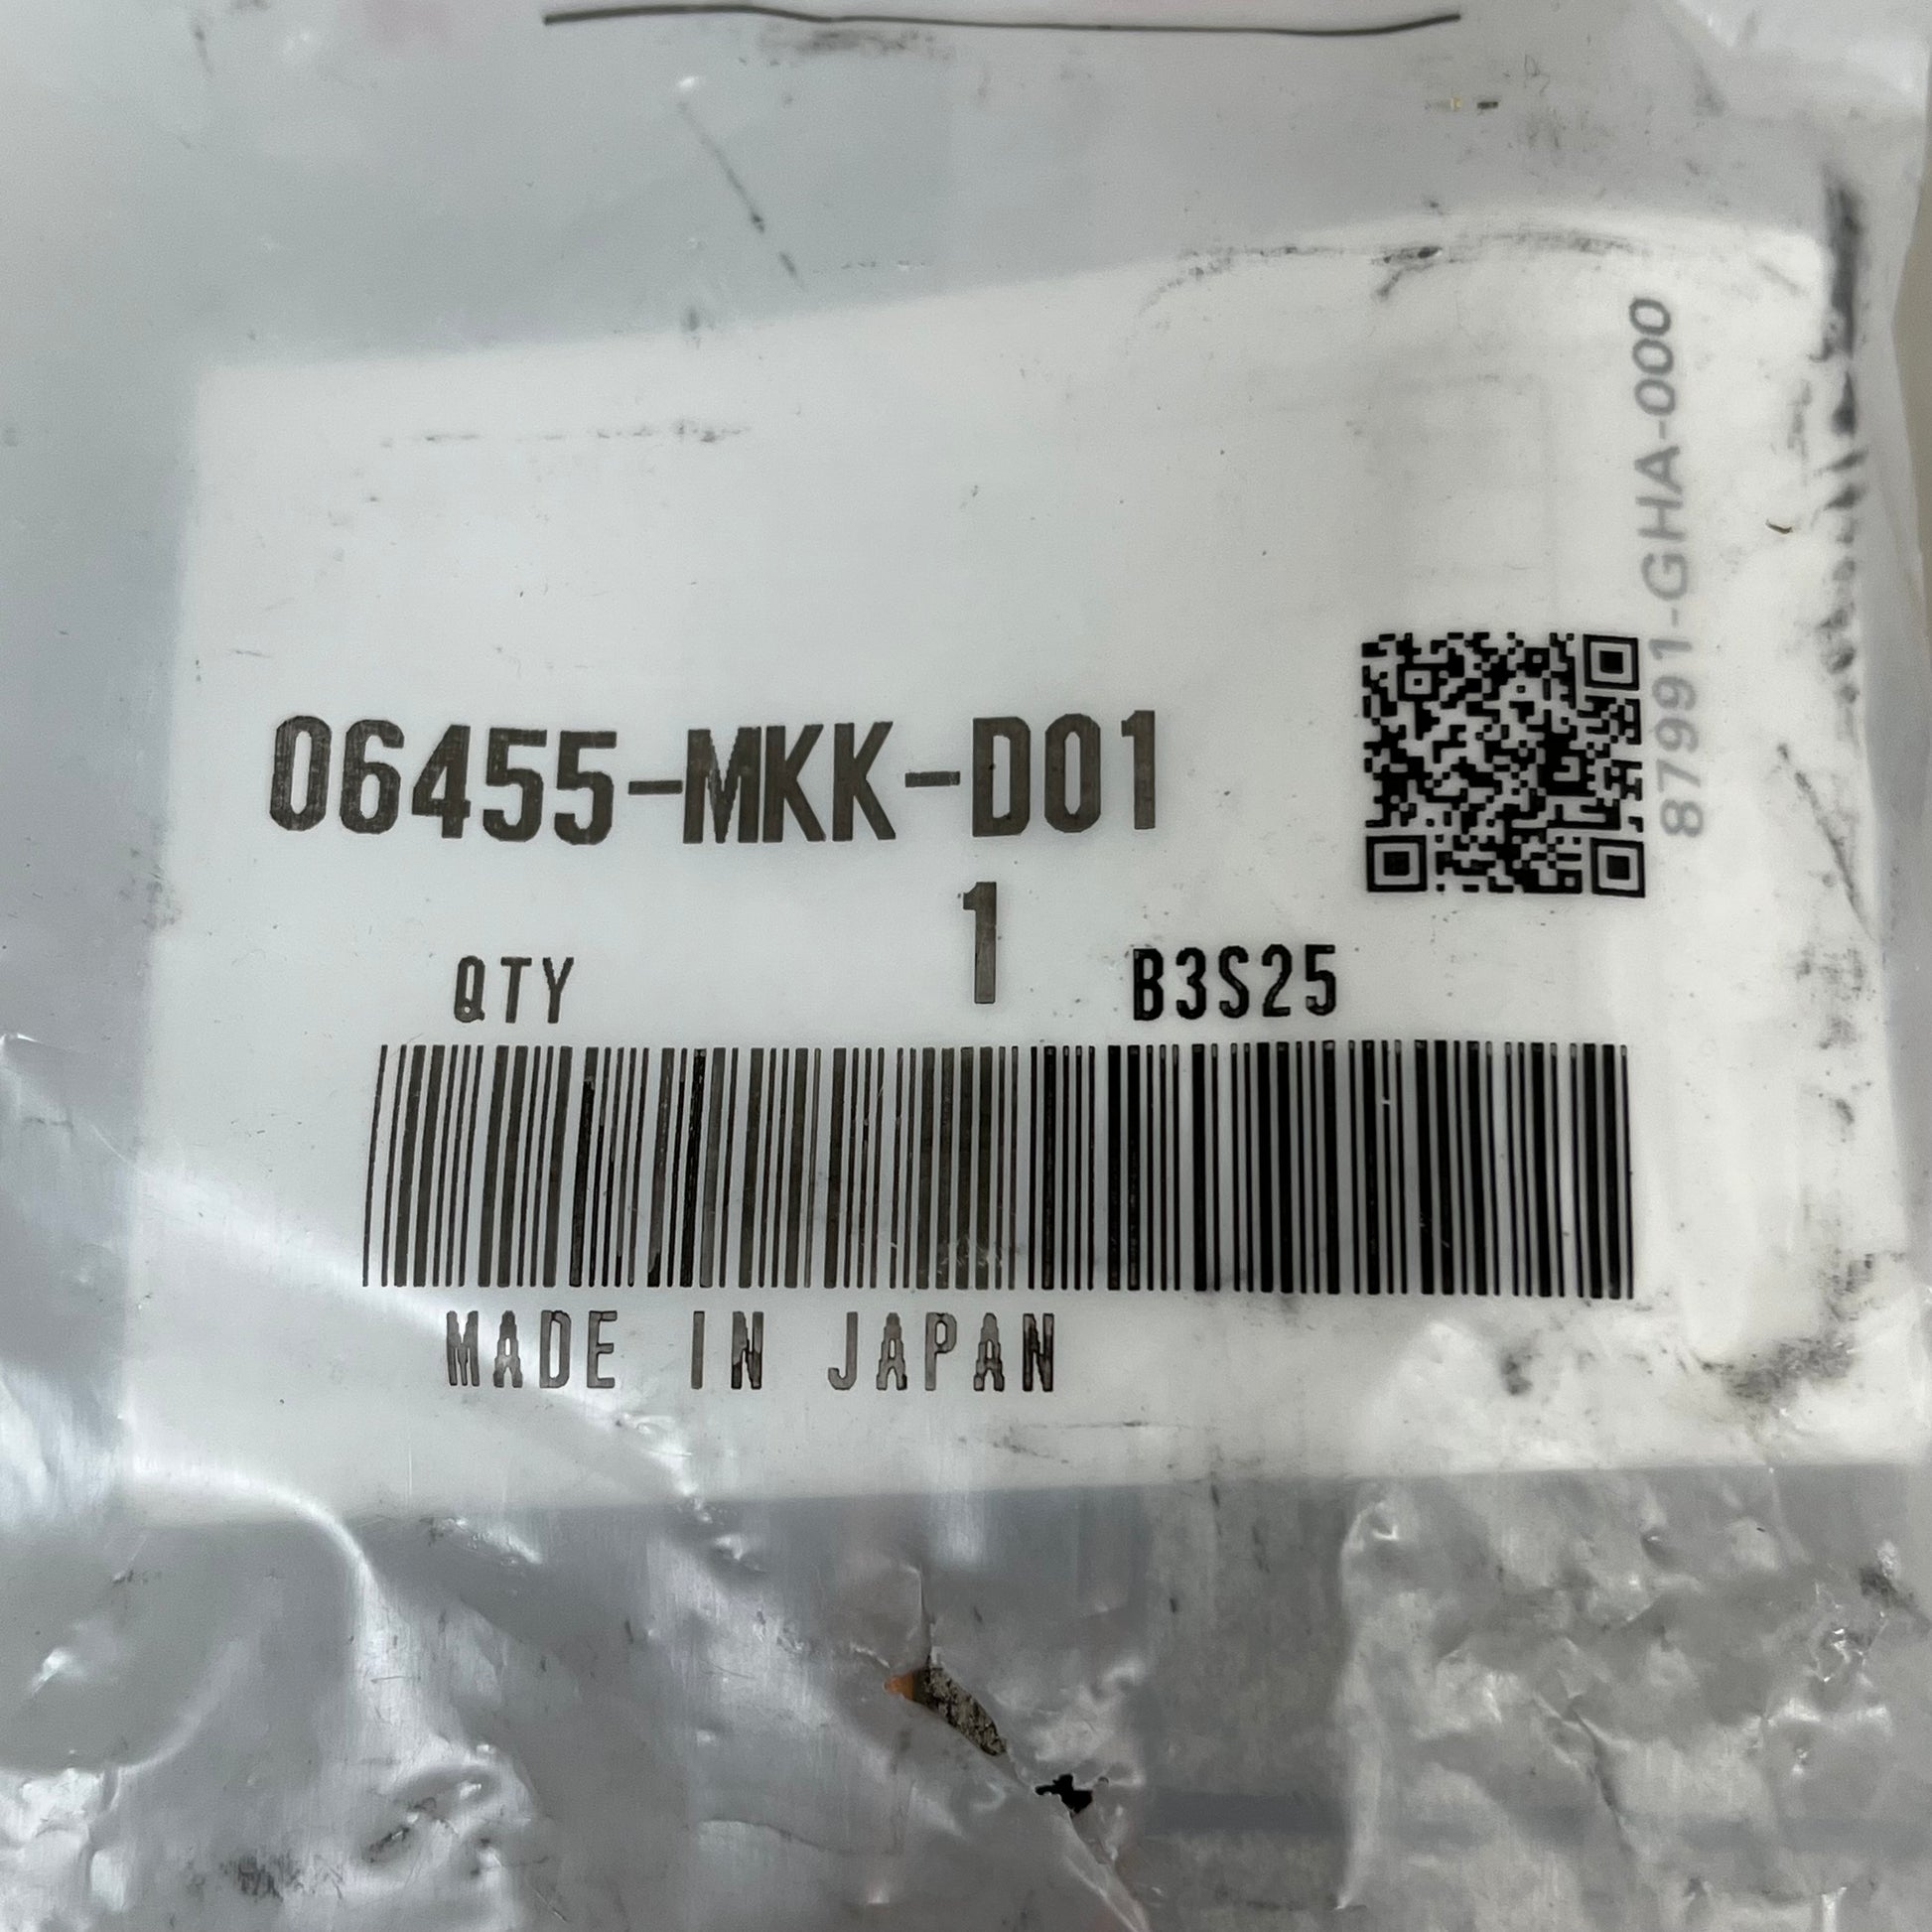 06455-MKK-D01
QTY 1 B3S25
MADE IN JAPAN
87991-GHA-000